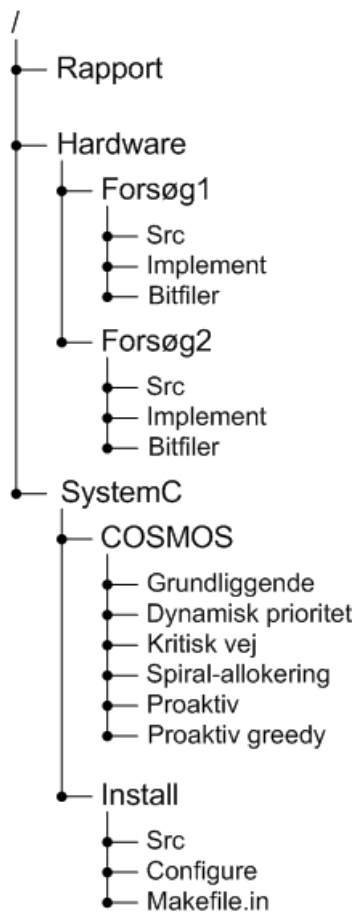 /
Rapport
Hardware
Forsøg1
Src
Implement
Bitfiler
Forsøg2
Src
Implement
Bitfiler
SystemC
COSMOS
Grundliggende
Dynamisk prioritet
Kritisk vej
Spiral-allokering
Proaktiv
Proaktiv greedy
Install
Src
Configure
Makefile.in